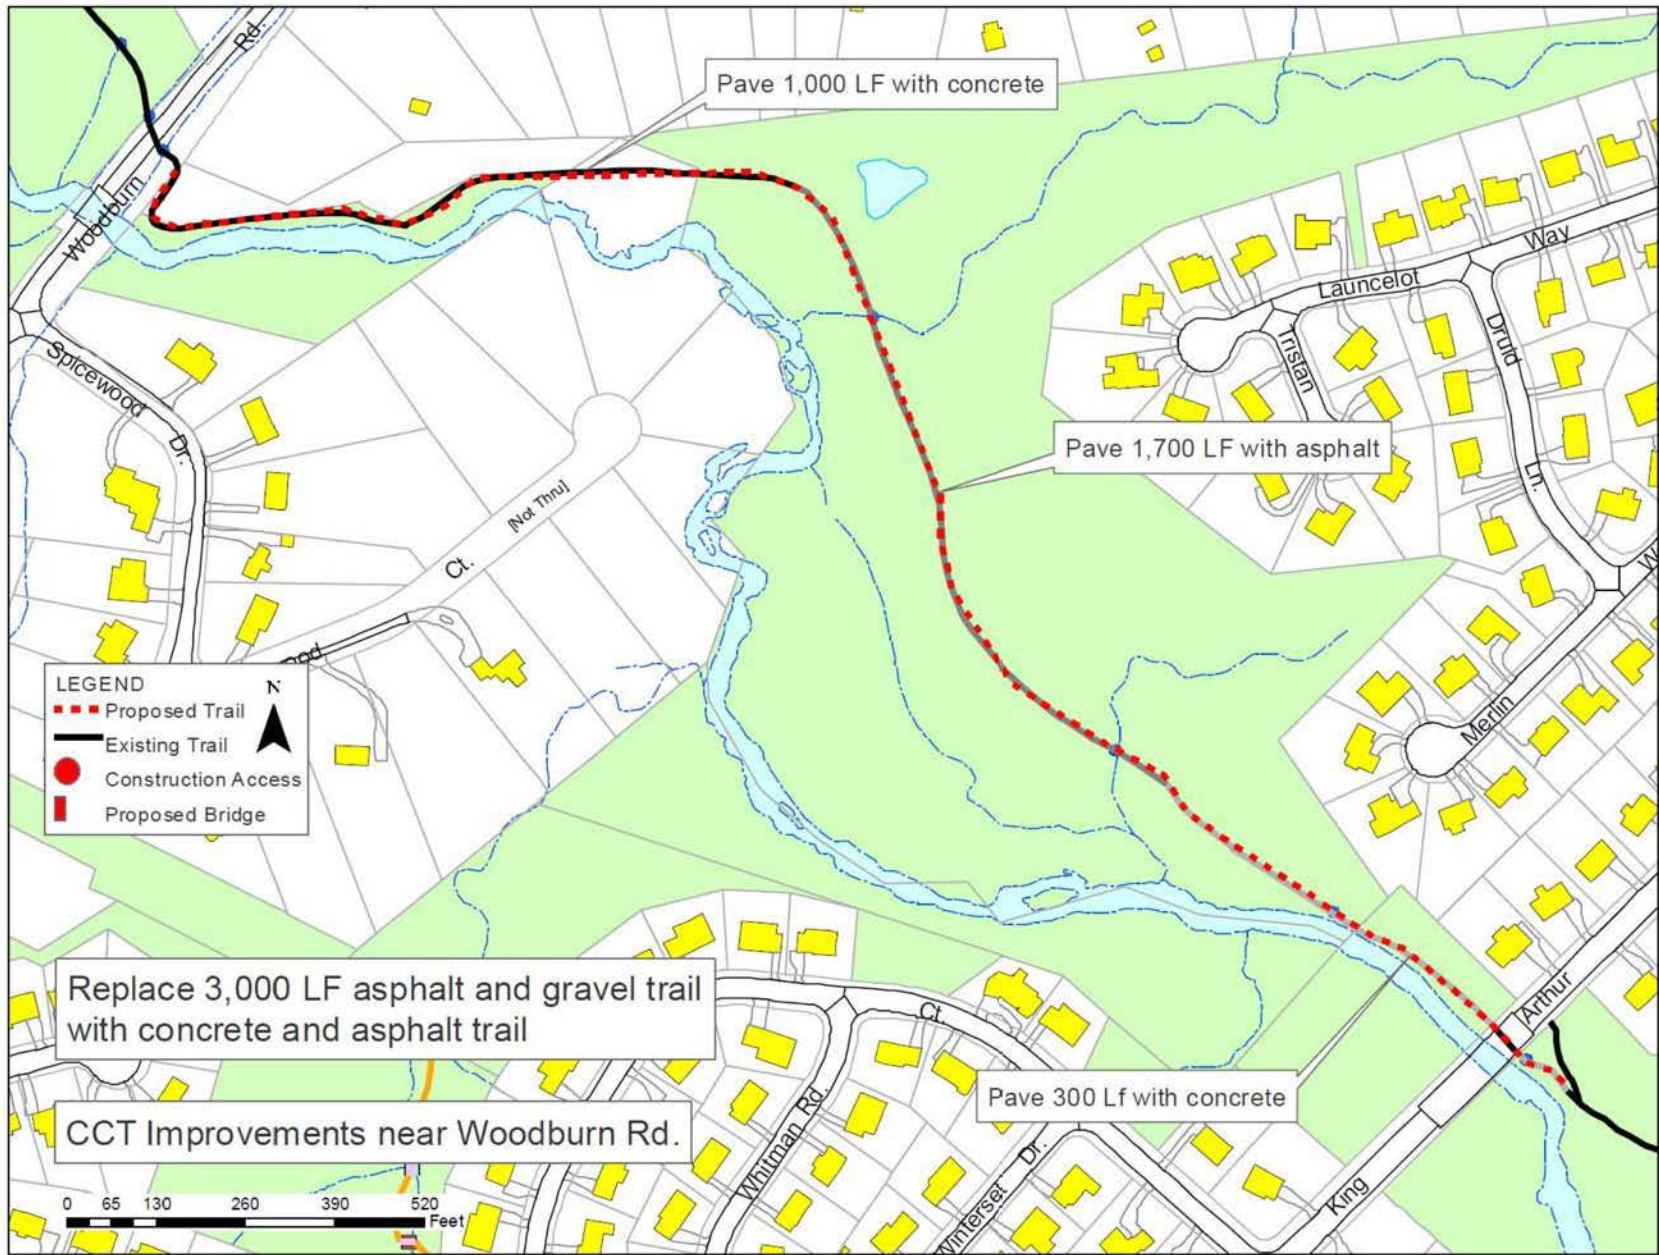 Rd.
Pave 1,000 LF with concrete
Woodburn
Way
Launcelot
Tristan
Druid
Ln.
Spicewood
Dr.
Pave 1,700 LF with asphalt
[Not Thru]
Ct.
LEGEND
N
Proposed Trail
Existing Trail
Construction Access
Proposed Bridge
Merlin
Replace 3,000 LF asphalt and gravel trail
with concrete and asphalt trail
Ct.
Arthur
Pave 300 Lf with concrete
CCT Improvements near Woodburn Rd.
Whitman Rd.
Winterset Dr.
King
0 65 130 260 390 520
Feet